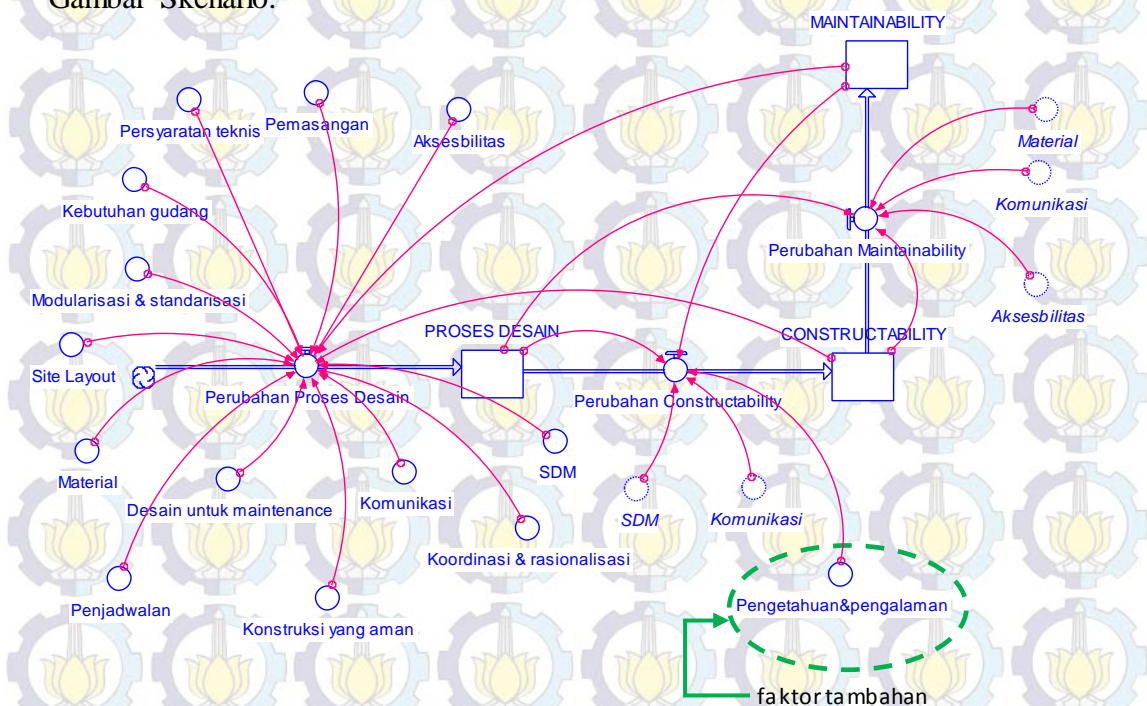 Gambar Skenario.
MAINTAINABILITY
Persyaratan teknis
Pemasangan
Aksesbilitas
Material
Kebutuhan gudang
Komunikasi
Perubahan Maintainability
Modularisasi & standarisasi
Aksesbilitas
PROSES DESAIN
CONSTRUCTABILITY
Site Layout
Perubahan Proses Desain
Perubahan Constructability
Material
Desain untuk maintenance
Komunikasi
SDM
SDM
Komunikasi
Koordinasi & rasionalisasi
Penjadwalan
Konstruksi yang aman
Pengetahuan&pengalaman
faktor tambahan